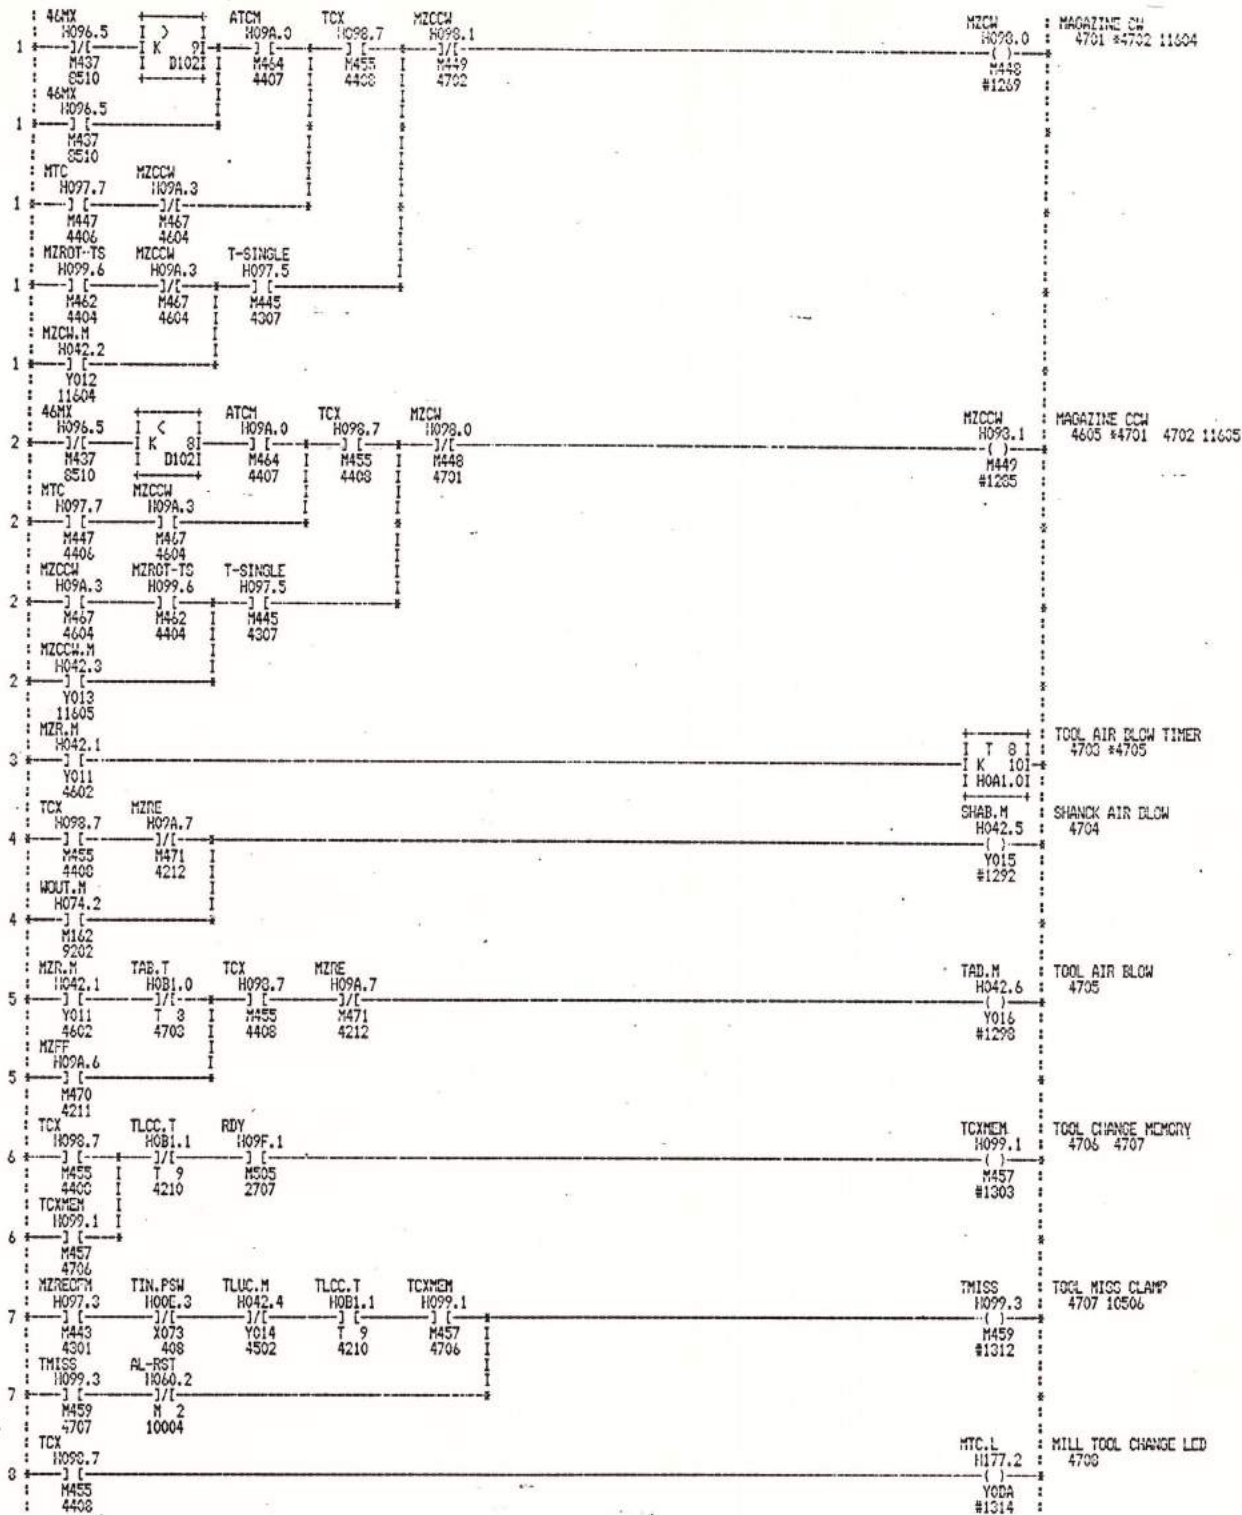 46MX ATCM TCX MZCCW MZCW MAGAZINE CW
H096.5 I > I H09A.0 H098.7 H098.1 H098.0 4701 *4702 11604
1 ]/[ I K 9I ] [ ] [ ]/[ ( )
M437 I D102I M464 M455 M449 M448
8510 4407 4408 4702 #1269
46MX
H096.5
1 ] [
M437
8510
MTC MZCCW
H097.7 H09A.3
1 ] [ ]/[
M447 M467
4406 4604
MZROT-TS MZCCW T-SINGLE
H099.6 H09A.3 H097.5
1 ] [ ]/[ ] [
M462 M467 M445
4404 4604 4307
MZCW.M
H042.2
1 ] [
Y012
11604
46MX ATCM TCX MZCW MZCCW MAGAZINE CCW
H096.5 I < I H09A.0 H098.7 H098.0 H098.1 4605 *4701 4702 11605
2 ]/[ I K 8I ] [ ] [ ]/[ ( )
M437 I D102I M464 M455 M448 M449
8510 4407 4408 4701 #1285
MTC MZCCW
H097.7 H09A.3
2 ] [ ] [
M447 M467
4406 4604
MZCCW MZROT-TS T-SINGLE
H09A.3 H099.6 H097.5
2 ] [ ] [ ] [
M467 M462 M445
4604 4404 4307
MZCCW.M
H042.3
2 ] [
Y013
11605
MZR.M TOOL AIR BLOW TIMER
H042.1 I T 8 I 4703 *4705
3 ] [ I K 10I
Y011 I H0A1.0I
4602
TCX MZRE SHAB.M SHANCK AIR BLOW
H098.7 H09A.7 H042.5 4704
4 ] [ ]/[ ( )
M455 M471 Y015
4408 4212 #1292
WOUT.M
H074.2
4 ] [
M162
9202
MZR.M TAB.T TCX MZRE TAB.M TOOL AIR BLOW
H042.1 H0B1.0 H098.7 H09A.7 H042.6 4705
5 ] [ ]/[ ] [ ]/[ ( )
Y011 T 8 M455 M471 Y016
4602 4703 4408 4212 #1298
MZFF
H09A.6
5 ] [
M470
4211
TCX TLCC.T RDY TCXMEM TOOL CHANGE MEMORY
H098.7 H0B1.1 H09F.1 H099.1 4706 4707
6 ] [ ]/[ ] [ ( )
M455 T 9 M505 M457
4408 4210 2707 #1303
TCXMEM
H099.1
6 ] [
M457
4706
MZRECFM TIN.PSW TLUC.M TLCC.T TCXMEM TMISS TOOL MISS CLAMP
H097.3 H00E.3 H042.4 H0B1.1 H099.1 H099.3 4707 10506
7 ] [ ]/[ ]/[ ] [ ] [ ( )
M443 X073 Y014 T 9 M457 M459
4301 408 4502 4210 4706 #1312
TMISS AL-RST
H099.3 H060.2
7 ] [ ]/[
M459 M 2
4707 10004
TCX MTC.L MILL TOOL CHANGE LED
H098.7 H177.2 4708
8 ] [ ( )
M455 Y0DA
4408 #1314